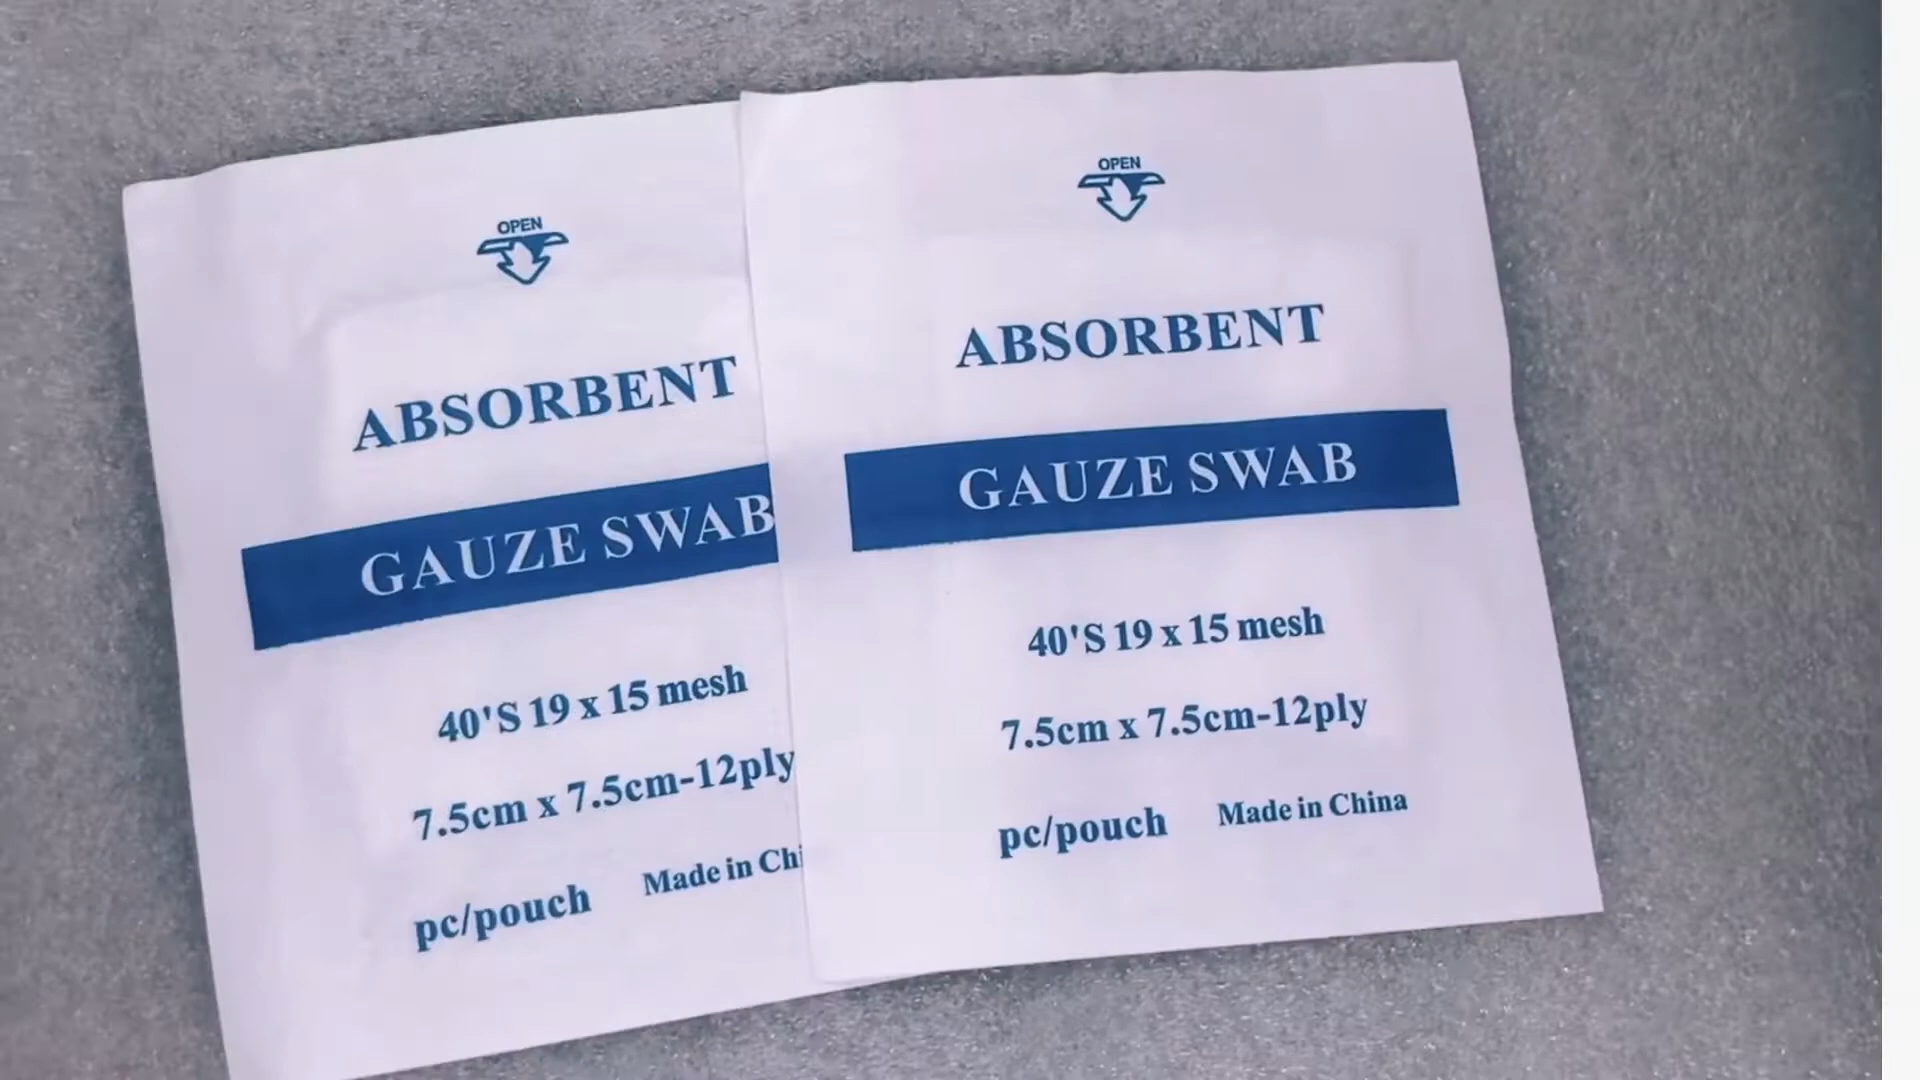 OPEN
ABSORBENT
GAUZE SWAB
40'S 19 x 15 mesh
7.5cm x 7.5cm-12ply
pc/pouch Made in Chi
OPEN
ABSORBENT
GAUZE SWAB
40'S 19 x 15 mesh
7.5cm x 7.5cm-12ply
pc/pouch Made in China